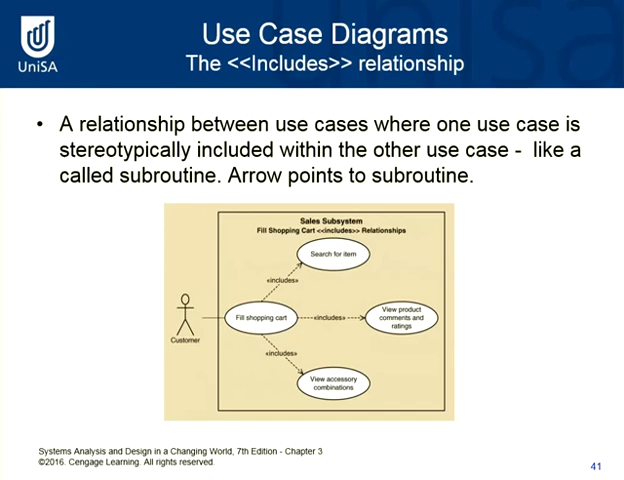 Use Case Diagrams
The <<Includes>> relationship
UniSA
• A relationship between use cases where one use case is
stereotypically included within the other use case - like a
called subroutine. Arrow points to subroutine.
Sales Subsystem
Fill Shopping Cart <<includes>> Relationships
Search for item
«includes»
Fill shopping cart
«includes»
View product
comments and
ratings
Customer
«includes»
View accessory
combinations
Systems Analysis and Design in a Changing World, 7th Edition - Chapter 3
©2016. Cengage Learning. All rights reserved.
41